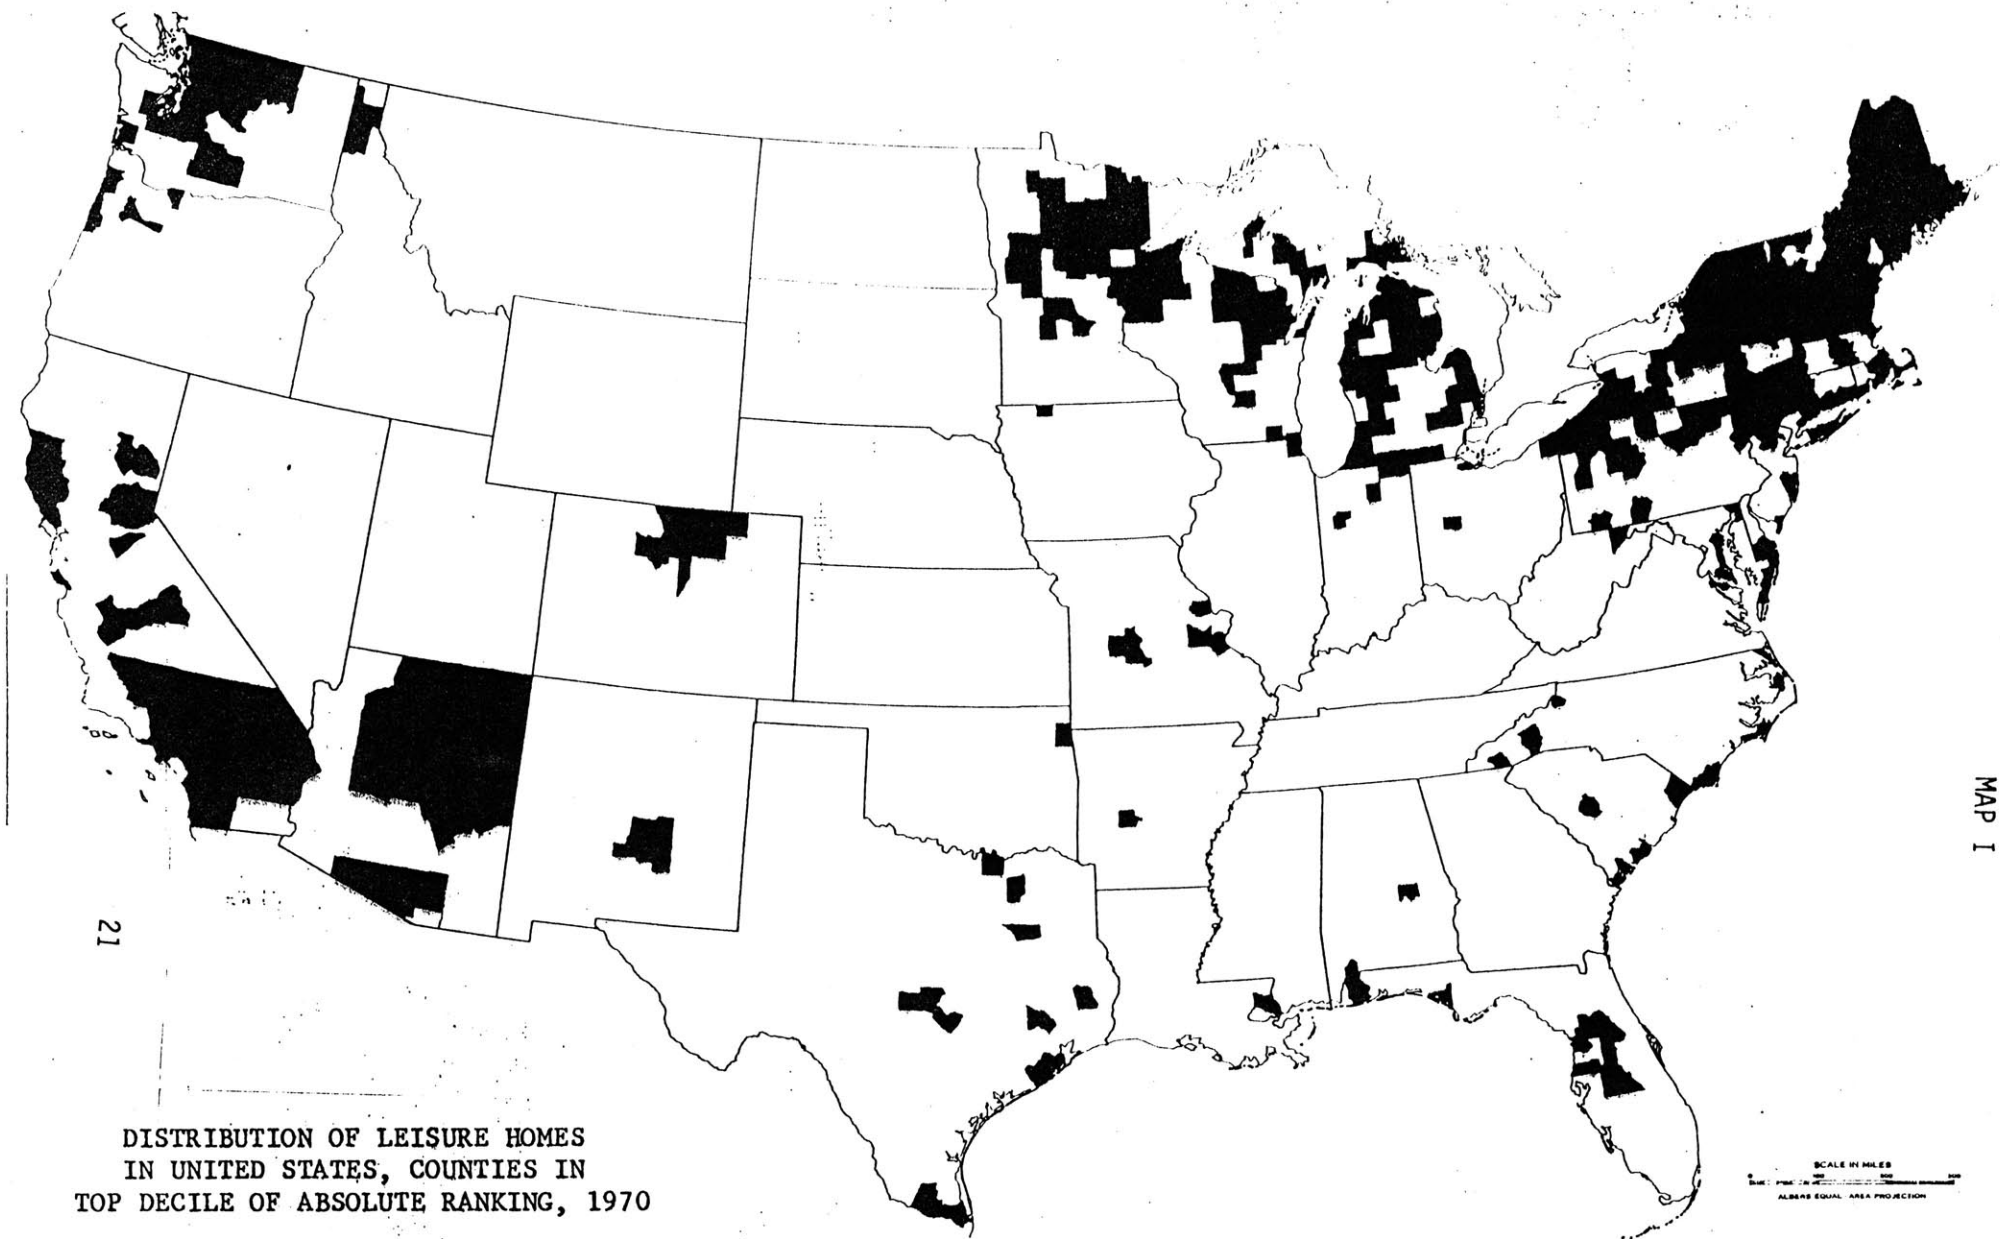 MAP I
21
DISTRIBUTION OF LEISURE HOMES
IN UNITED STATES, COUNTIES IN
TOP DECILE OF ABSOLUTE RANKING, 1970
SCALE IN MILES
ALBERS EQUAL-AREA PROJECTION